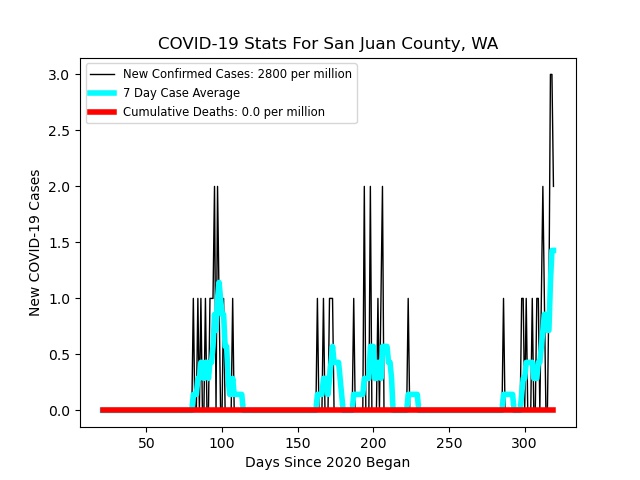 COVID-19 Stats For San Juan County, WA
New Confirmed Cases: 2800 per million
7 Day Case Average
Cumulative Deaths: 0.0 per million
New COVID-19 Cases
3.0
2.5
2.0
1.5
1.0
0.5
0.0
50 100 150 200 250 300
Days Since 2020 Began